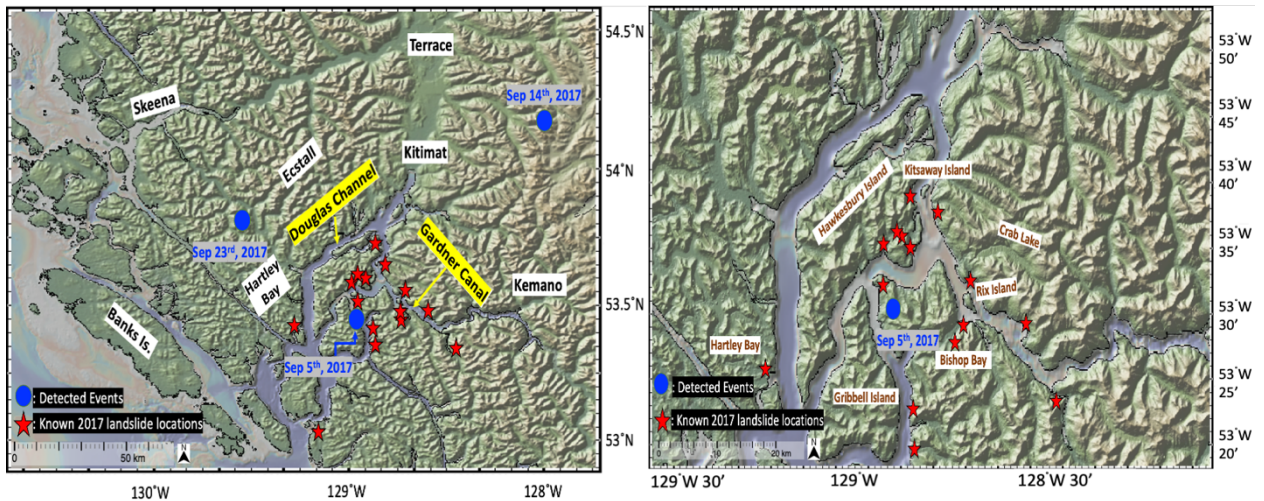 Terrace
Sep 14th, 2017
Skeena
Kitimat
Ecstall
Douglas Channel
Gardner Canal
Sep 23rd, 2017
Hartley
Bay
Kemano
Banks Is.
Sep 5th, 2017
: Detected Events
: Known 2017 landslide locations
50 km
N
54.5°N
54°N
53.5°N
53°N
130°W
129°W
128°W
Kitsaway Island
Hawkesbury Island
Crab Lake
Rix Island
Sep 5th, 2017
Hartley Bay
Bishop Bay
Gribbell Island
: Detected Events
: Known 2017 landslide locations
0 10 20 km
N
53°W
50'
53°W
45'
53°W
40'
53°W
35'
53°W
30'
53°W
25'
53°W
20'
129°W 30'
129°W
128°W 30'